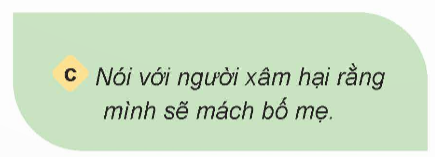 C Nói với người xâm hại rằng
mình sẽ mách bố mẹ.